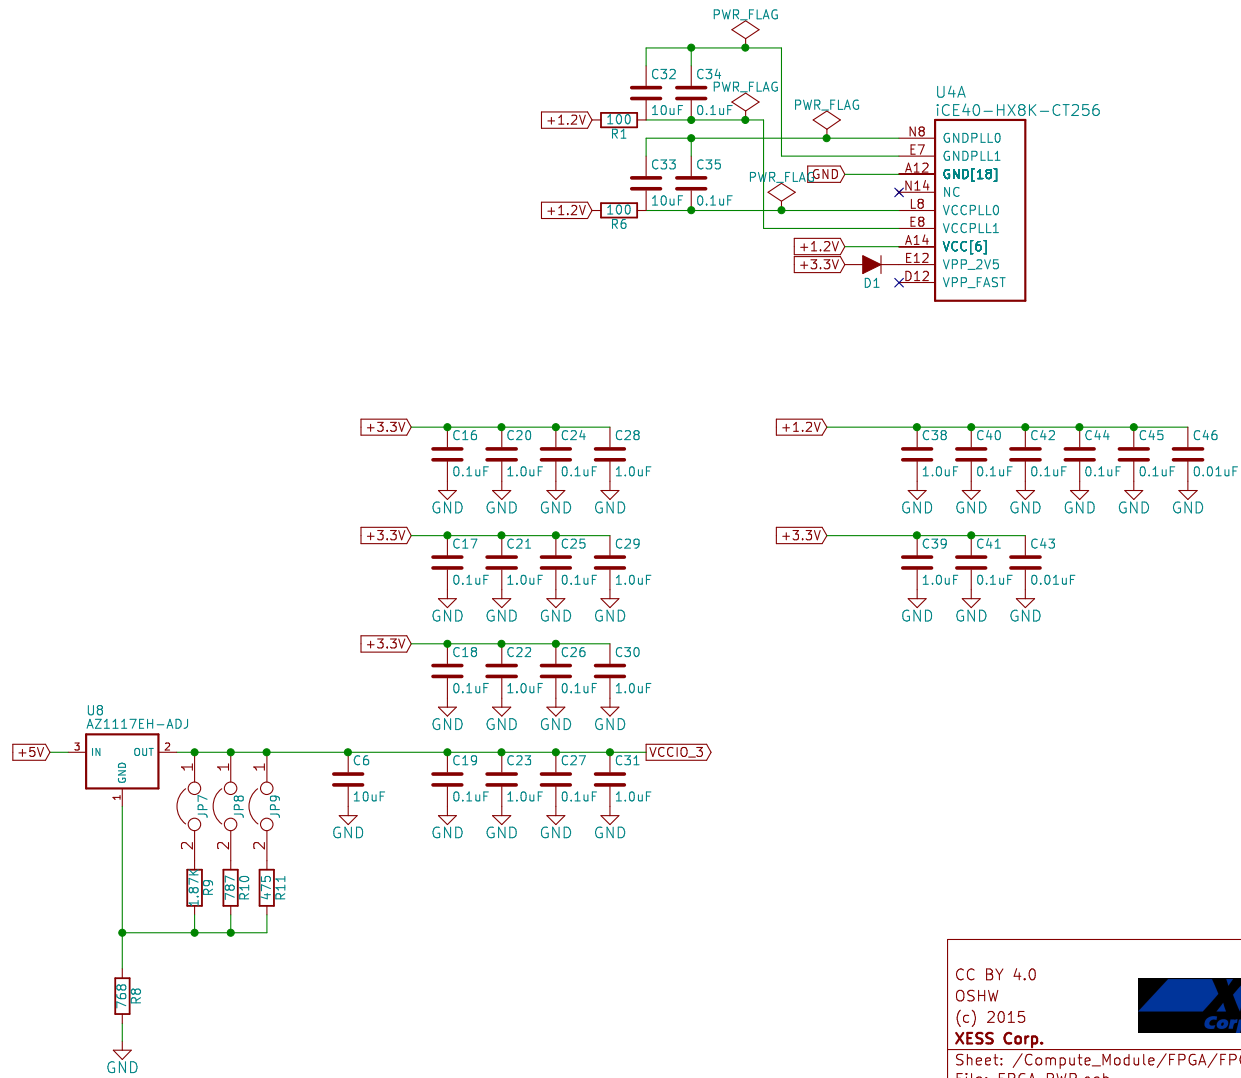 PWR_FLAG
C32
C34
PWR_FLAG
10uF
0.1uF
+1.2V
100
R1
PWR_FLAG
C33
C35
PWR_FLAG
10uF
0.1uF
+1.2V
100
R6
GND
+1.2V
+3.3V
D1
U4A
iCE40-HX8K-CT256
N8 GNDPLL0
E7 GNDPLL1
A12 GND[18]
N14 NC
L8 VCCPLL0
E8 VCCPLL1
A14 VCC[6]
E12 VPP_2V5
D12 VPP_FAST
+3.3V
C16 C20 C24 C28
0.1uF 1.0uF 0.1uF 1.0uF
GND GND GND GND
+1.2V
C38 C40 C42 C44 C45 C46
1.0uF 0.1uF 0.1uF 0.1uF 0.1uF 0.01uF
GND GND GND GND GND GND
+3.3V
C17 C21 C25 C29
0.1uF 1.0uF 0.1uF 1.0uF
GND GND GND GND
+3.3V
C39 C41 C43
1.0uF 0.1uF 0.01uF
GND GND GND
+3.3V
C18 C22 C26 C30
0.1uF 1.0uF 0.1uF 1.0uF
GND GND GND GND
U8
AZ1117EH-ADJ
+5V
3 IN OUT 2
GND
1
VCCIO_3
C6 C19 C23 C27 C31
10uF 0.1uF 1.0uF 0.1uF 1.0uF
GND GND GND GND GND
1 1 1
JP7 JP8 JP9
2 2 2
1.87K R9
787 R10
475 R11
768 R8
GND
CC BY 4.0
OSHW
(c) 2015
XESS Corp.
Sheet: /Compute_Module/FPGA/FPG